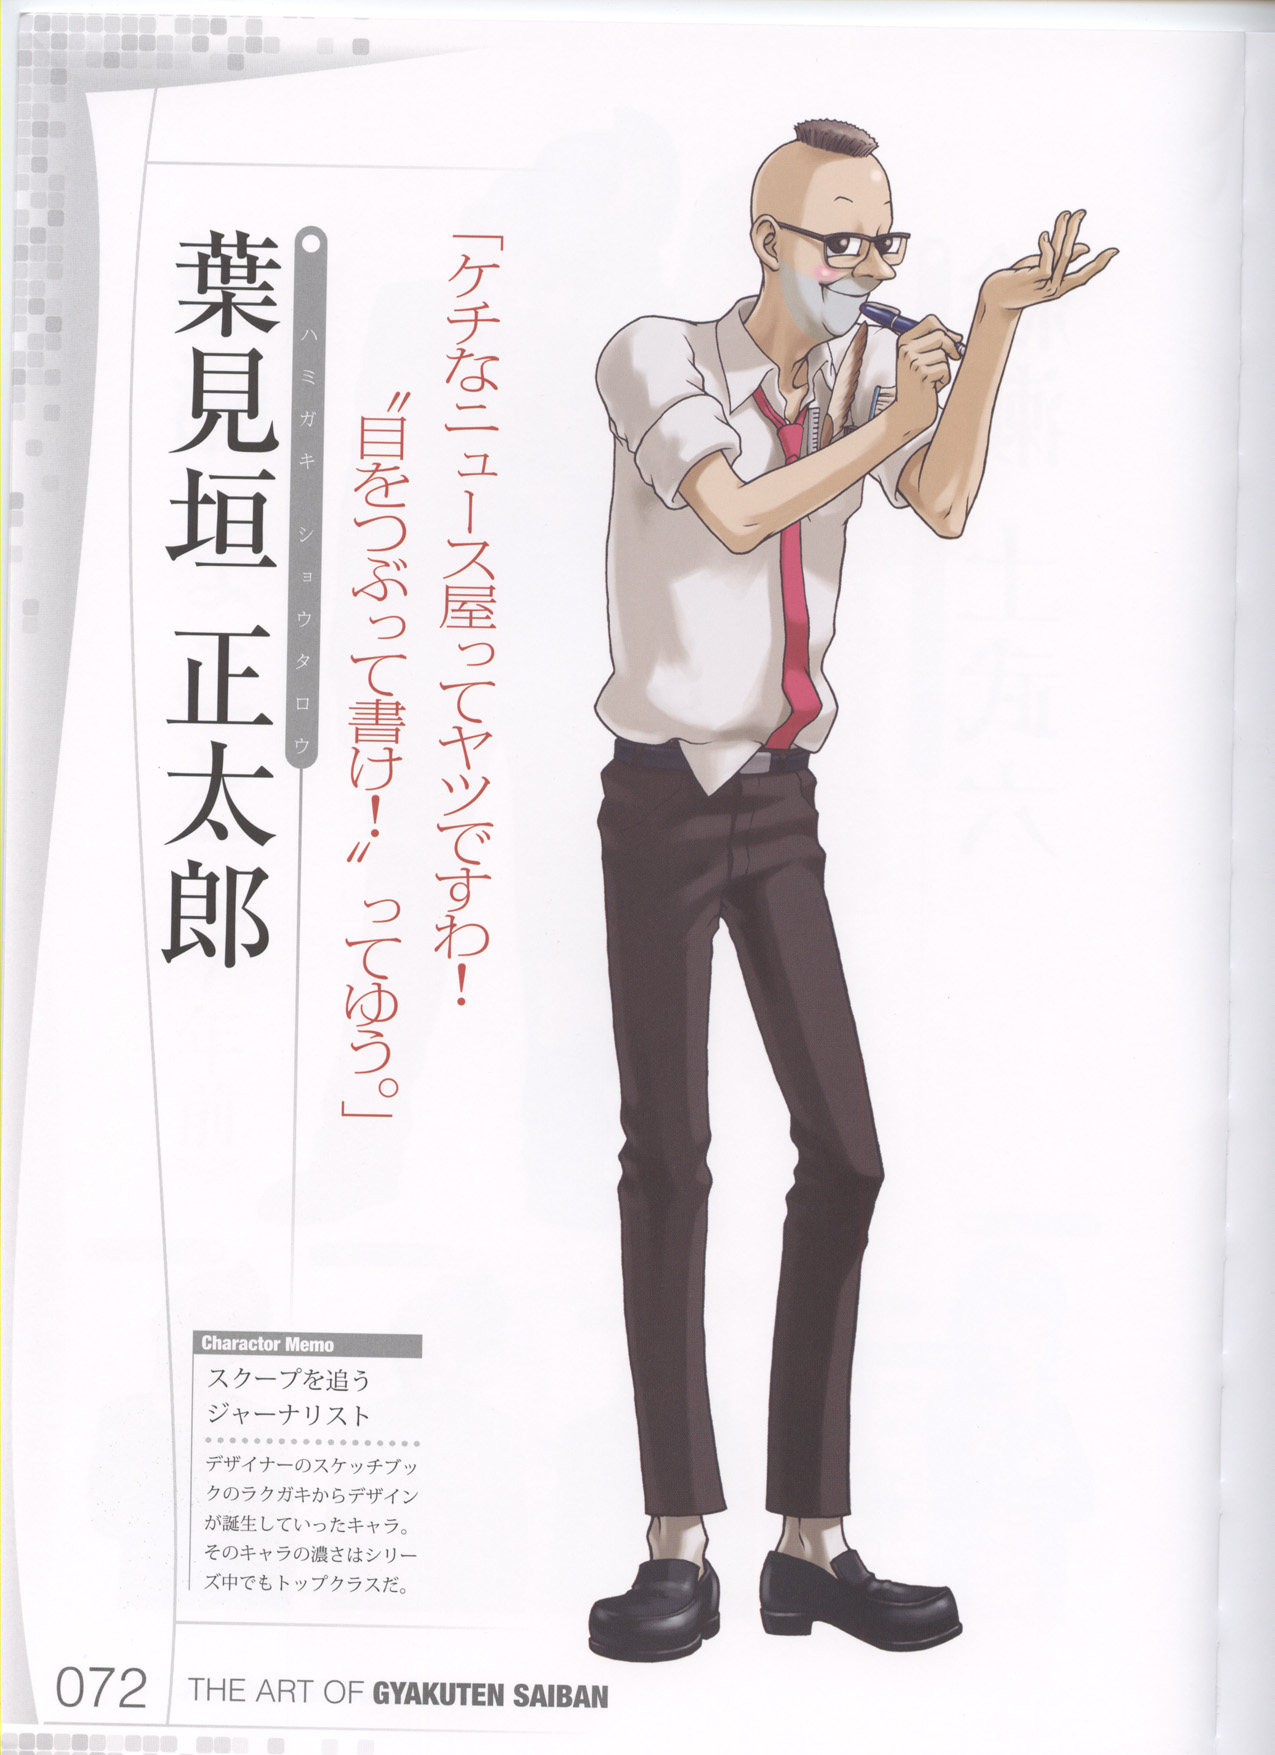 葉見垣 正太郎
ハミガキ ショウタロウ
「ケチなニュース屋ってヤツですわ！
〝目をつぶって書け！〟ってゆう。」
Charactor Memo
スクープを追う
ジャーナリスト
デザイナーのスケッチブッ
クのラクガキからデザイン
が誕生していったキャラ。
そのキャラの濃さはシリー
ズ中でもトップクラスだ。
072 THE ART OF GYAKUTEN SAIBAN